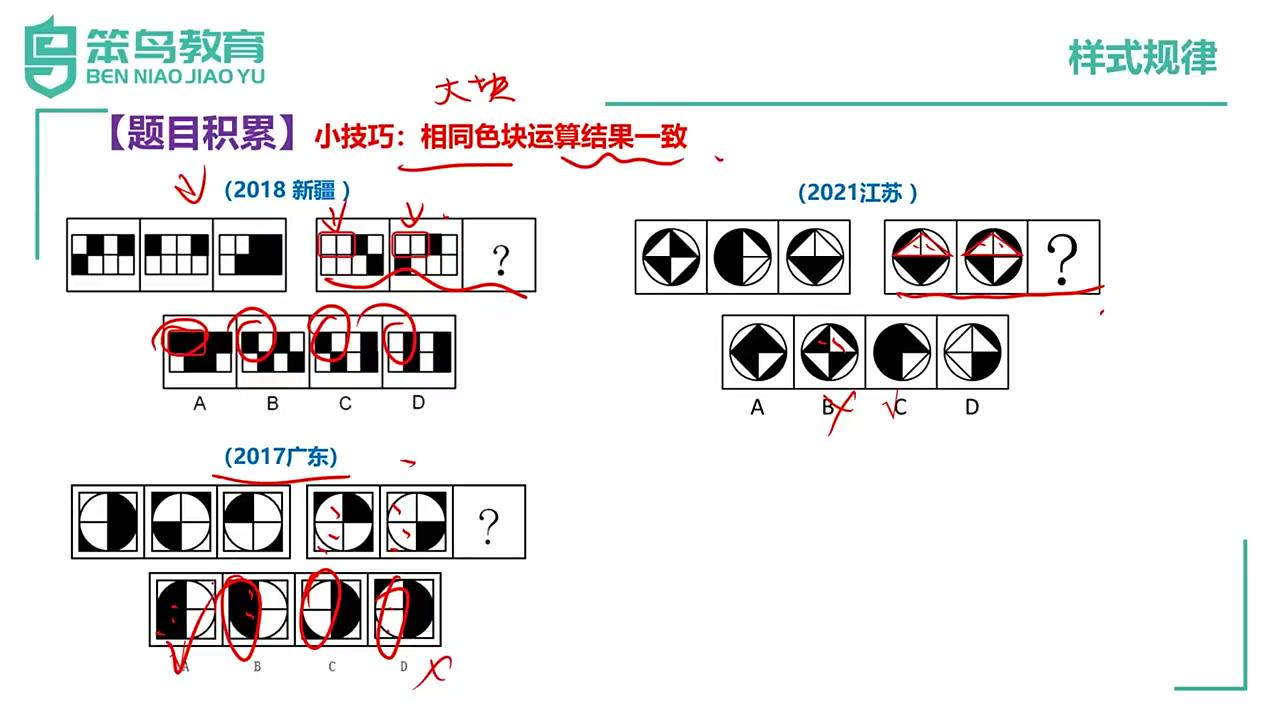 笨鸟教育
BEN NIAO JIAO YU
样式规律
大块
【题目积累】小技巧：相同色块运算结果一致
（2018 新疆 ）
？
A B C D
（2021江苏 ）
？
A B C D
（2017广东）
？
A B C D